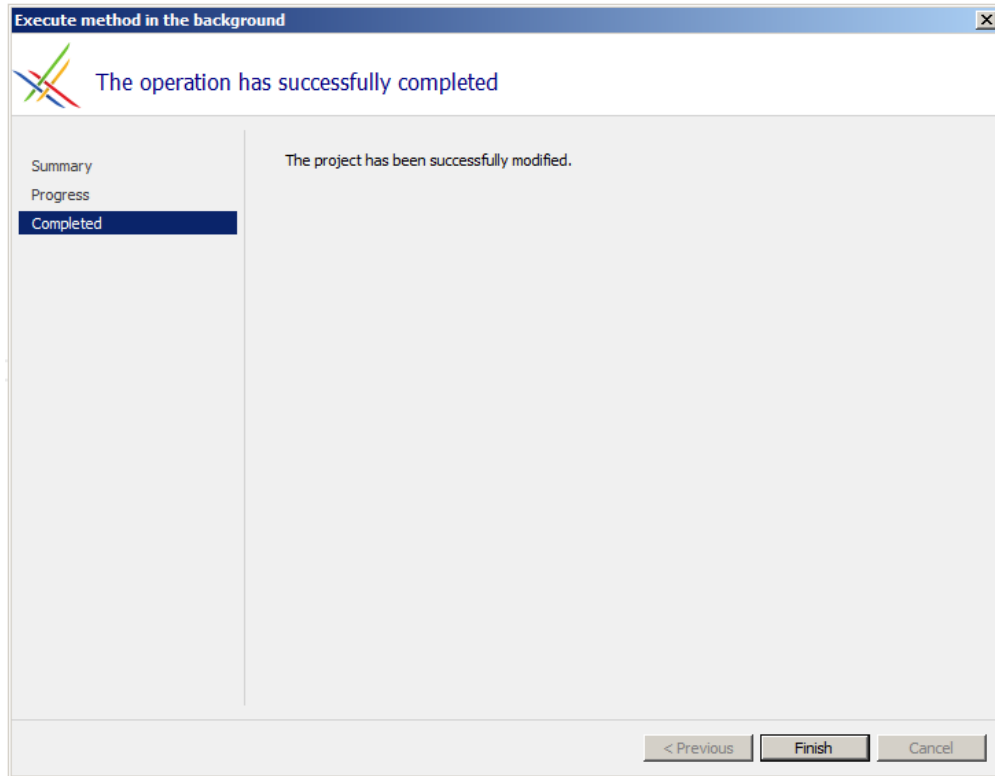 Execute method in the background
The operation has successfully completed
Summary
Progress
Completed
The project has been successfully modified.
< Previous
Finish
Cancel